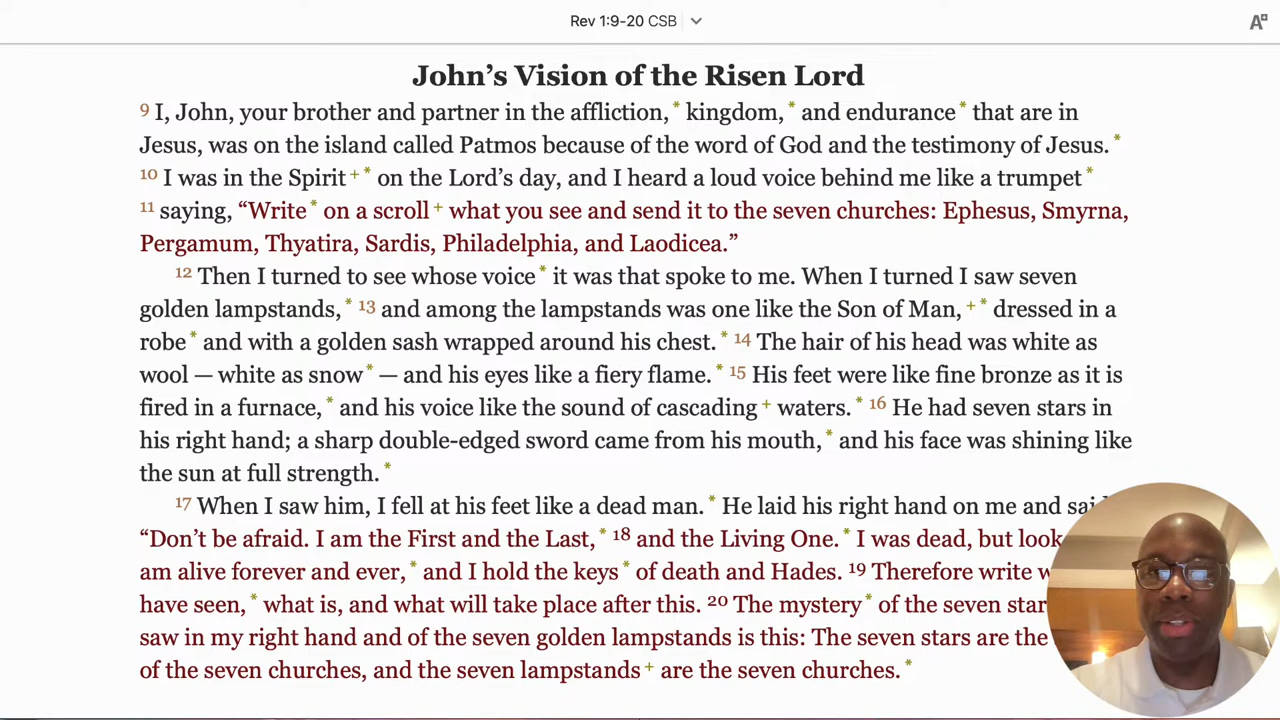 Rev 1:9-20 CSB
A
John’s Vision of the Risen Lord
9 I, John, your brother and partner in the affliction,* kingdom,* and endurance* that are in
Jesus, was on the island called Patmos because of the word of God and the testimony of Jesus.*
10 I was in the Spirit+* on the Lord’s day, and I heard a loud voice behind me like a trumpet*
11 saying, “Write* on a scroll+ what you see and send it to the seven churches: Ephesus, Smyrna,
Pergamum, Thyatira, Sardis, Philadelphia, and Laodicea.”
12 Then I turned to see whose voice* it was that spoke to me. When I turned I saw seven
golden lampstands,* 13 and among the lampstands was one like the Son of Man,+* dressed in a
robe* and with a golden sash wrapped around his chest.* 14 The hair of his head was white as
wool — white as snow* — and his eyes like a fiery flame.* 15 His feet were like fine bronze as it is
fired in a furnace,* and his voice like the sound of cascading+ waters.* 16 He had seven stars in
his right hand; a sharp double-edged sword came from his mouth,* and his face was shining like
the sun at full strength.*
17 When I saw him, I fell at his feet like a dead man.* He laid his right hand on me and said
“Don’t be afraid. I am the First and the Last,* 18 and the Living One.* I was dead, but look
am alive forever and ever,* and I hold the keys* of death and Hades. 19 Therefore write
have seen,* what is, and what will take place after this. 20 The mystery* of the seven
saw in my right hand and of the seven golden lampstands is this: The seven stars are the
of the seven churches, and the seven lampstands+ are the seven churches.*